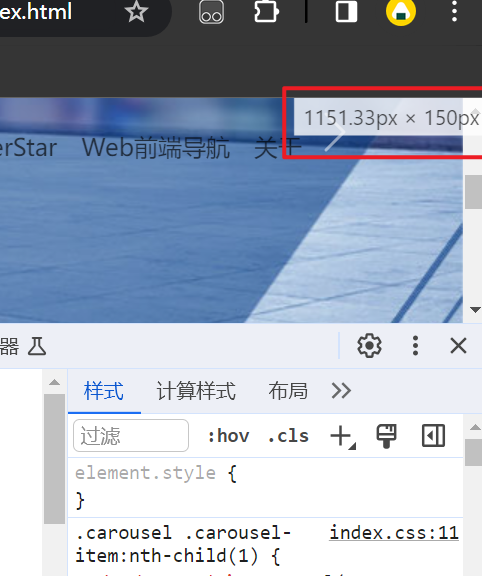 ex.html
1151.33px × 150px
erStar Web前端导航 关于
器
样式 计算样式 布局
过滤 :hov .cls
element.style {
}
.carousel .carousel- index.css:11
item:nth-child(1) {